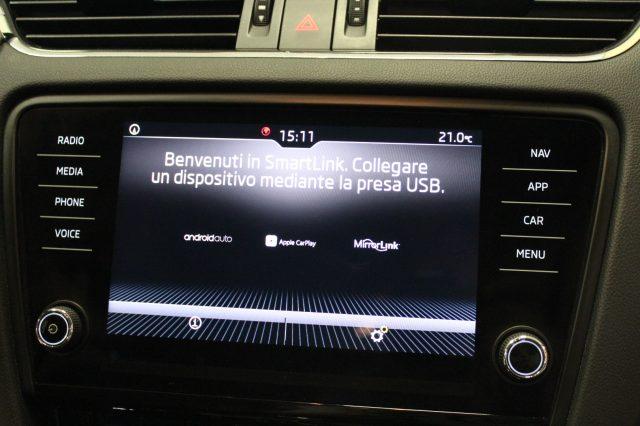 15:11
21.0°C
RADIO
MEDIA
PHONE
VOICE
Benvenuti in SmartLink. Collegare
un dispositivo mediante la presa USB.
androidauto
Apple CarPlay
MirrorLink
NAV
APP
CAR
MENU